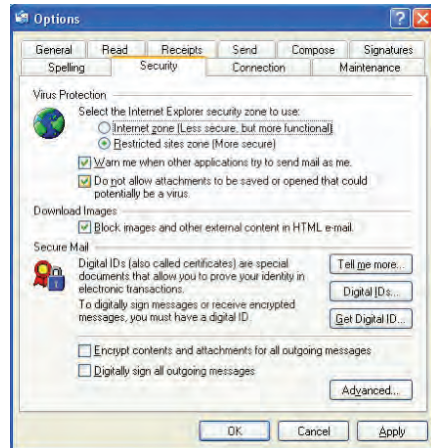 Options
General Read Receipts Send Compose Signatures
Spelling Security Connection Maintenance
Virus Protection
Select the Internet Explorer security zone to use:
Internet zone (Less secure, but more functional)
Restricted sites zone (More secure)
Warn me when other applications try to send mail as me.
Do not allow attachments to be saved or opened that could
potentially be a virus.
Download Images
Block images and other external content in HTML e-mail.
Secure Mail
Digital IDs (also called certificates) are special
documents that allow you to prove your identity in
electronic transactions.
Tell me more...
To digitally sign messages or receive encrypted
messages, you must have a digital ID.
Digital IDs...
Get Digital ID...
Encrypt contents and attachments for all outgoing messages
Digitally sign all outgoing messages
Advanced...
OK Cancel Apply